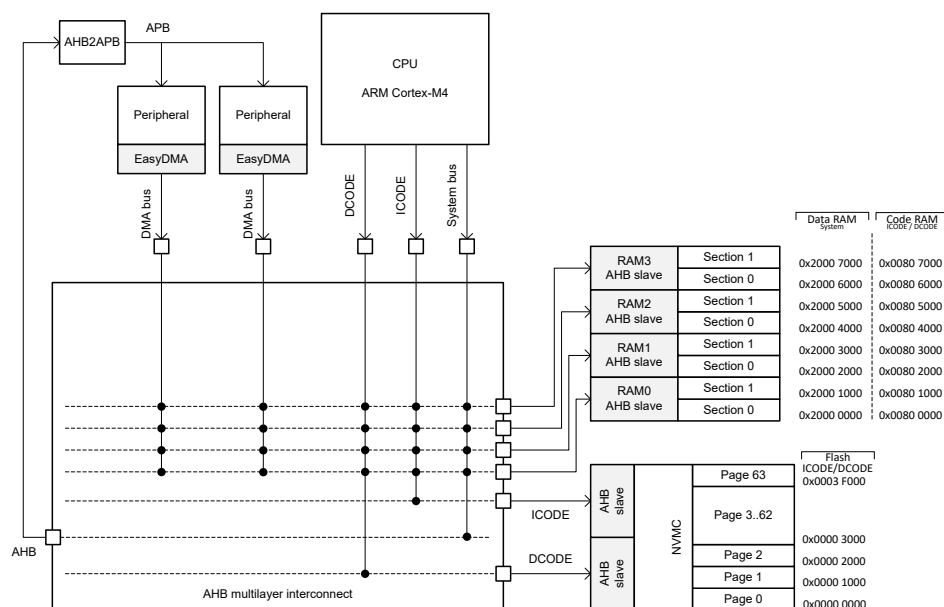 AHB2APB
APB
CPU
ARM Cortex-M4
Peripheral
Peripheral
EasyDMA
EasyDMA
DMA bus
DMA bus
DCODE
ICODE
System bus
Data RAM
System
Code RAM
ICODE / DCODE
RAM3
AHB slave
Section 1
0x2000 7000
0x0080 7000
Section 0
0x2000 6000
0x0080 6000
RAM2
AHB slave
Section 1
0x2000 5000
0x0080 5000
Section 0
0x2000 4000
0x0080 4000
RAM1
AHB slave
Section 1
0x2000 3000
0x0080 3000
Section 0
0x2000 2000
0x0080 2000
RAM0
AHB slave
Section 1
0x2000 1000
0x0080 1000
Section 0
0x2000 0000
0x0080 0000
Flash
ICODE/DCODE
0x0003 F000
Page 63
AHB
slave
ICODE
NVMC
Page 3..62
0x0000 3000
AHB
DCODE
AHB
slave
Page 2
0x0000 2000
Page 1
0x0000 1000
Page 0
0x0000 0000
AHB multilayer interconnect